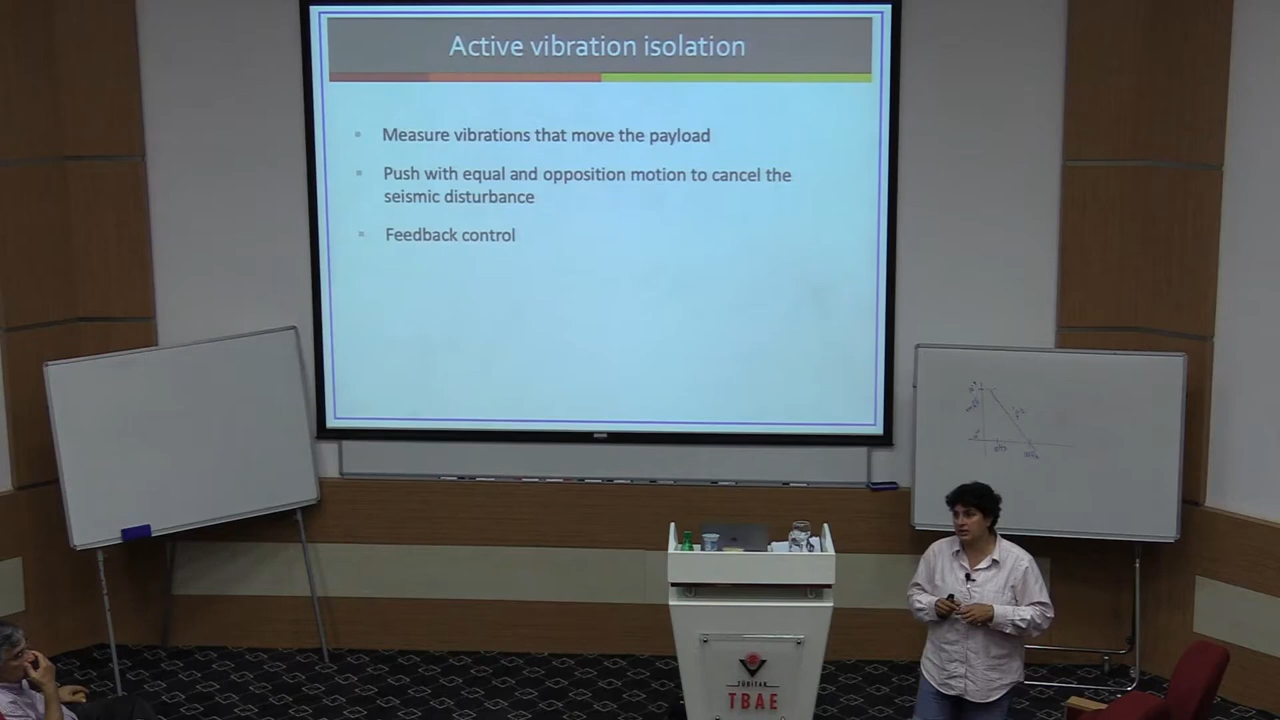 Active vibration isolation
Measure vibrations that move the payload
Push with equal and opposition motion to cancel the
seismic disturbance
Feedback control
TÜBİTAK
TBAE